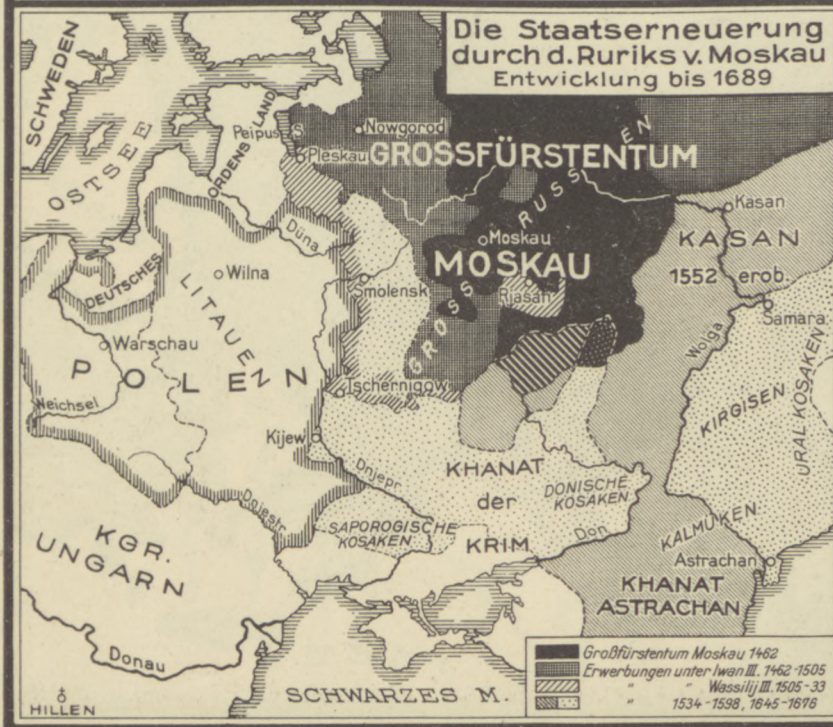 Die Staatserneuerung
durch d. Ruriks v. Moskau
Entwicklung bis 1689
SCHWEDEN
OSTSEE
ORDENSLAND
Peipus S.
Nowgorod
Pleskau
GROSSFÜRSTENTUM
MOSKAU
GROSS RUSSEN
Moskau
Rjasan
Kasan
KASAN
1552 erob.
Düna
DEUTSCHES
Wilna
LITAUEN
Smolensk
Samara
Wolga
Warschau
POLEN
Weichsel
Tschernigow
KIRGISEN
URAL KOSAKEN
Kijew
Dnjepr
KHANAT
der
KRIM
DONISCHE
KOSAKEN
Dnjestr
SAPOROGISCHE
KOSAKEN
Don
KALMÜKEN
Astrachan
KHANAT
ASTRACHAN
KGR.
UNGARN
Donau
SCHWARZES M.
HILLEN
Großfürstentum Moskau 1462
Erwerbungen unter Iwan III. 1462-1505
" " Wassilij III. 1505-33
" 1534-1598, 1645-1676